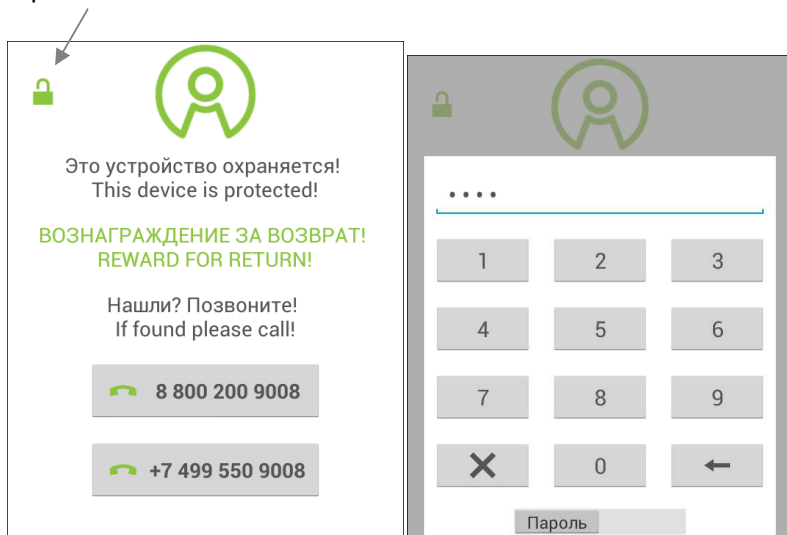 Это устройство охраняется!
This device is protected!
ВОЗНАГРАЖДЕНИЕ ЗА ВОЗВРАТ!
REWARD FOR RETURN!
Нашли? Позвоните!
If found please call!
8 800 200 9008
+7 499 550 9008
....
1 2 3
4 5 6
7 8 9
0
Пароль